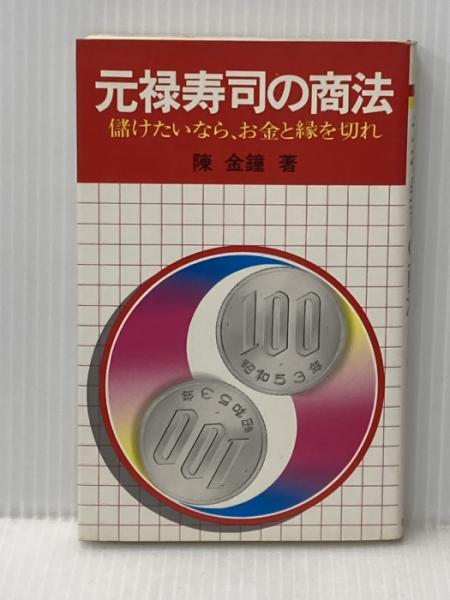 元禄寿司の商法
儲けたいなら、お金と縁を切れ
陳 金鐘 著
100
昭和53年
100
昭和53年